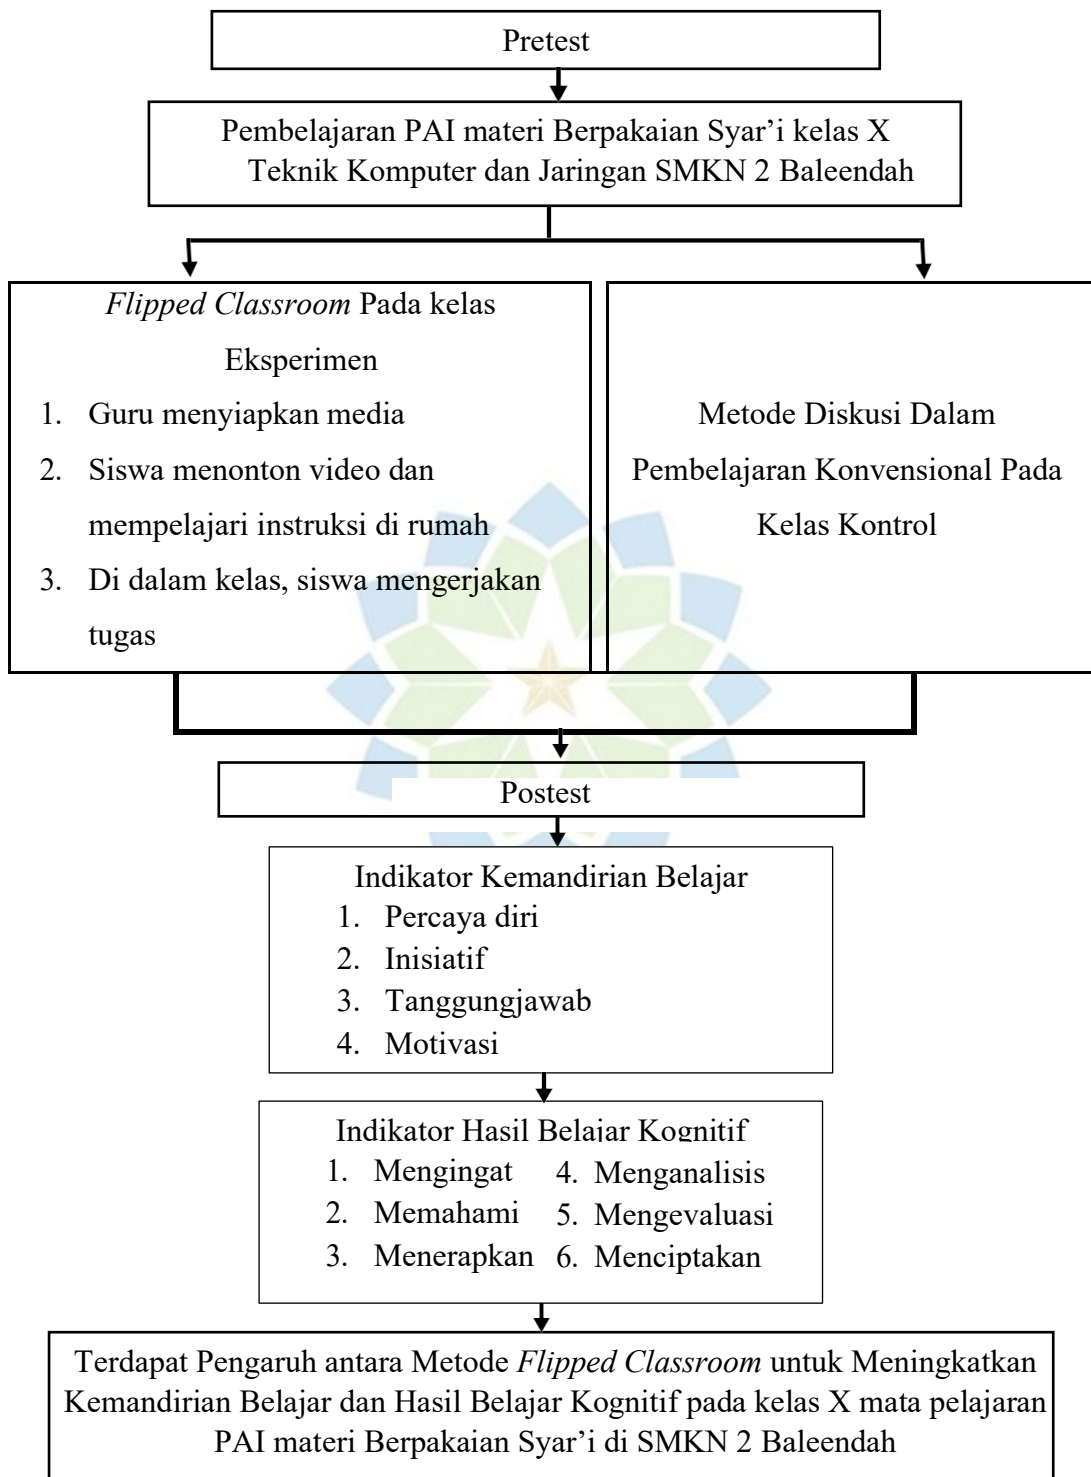 Pretest
Pembelajaran PAI materi Berpakaian Syar'i kelas X
Teknik Komputer dan Jaringan SMKN 2 Baleendah
Flipped Classroom Pada kelas
Eksperimen
1. Guru menyiapkan media
2. Siswa menonton video dan
mempelajari instruksi di rumah
3. Di dalam kelas, siswa mengerjakan
tugas
Metode Diskusi Dalam
Pembelajaran Konvensional Pada
Kelas Kontrol
Postest
Indikator Kemandirian Belajar
1. Percaya diri
2. Inisiatif
3. Tanggungjawab
4. Motivasi
Indikator Hasil Belajar Kognitif
1. Mengingat
2. Memahami
3. Menerapkan
4. Menganalisis
5. Mengevaluasi
6. Menciptakan
Terdapat Pengaruh antara Metode Flipped Classroom untuk Meningkatkan
Kemandirian Belajar dan Hasil Belajar Kognitif pada kelas X mata pelajaran
PAI materi Berpakaian Syar'i di SMKN 2 Baleendah